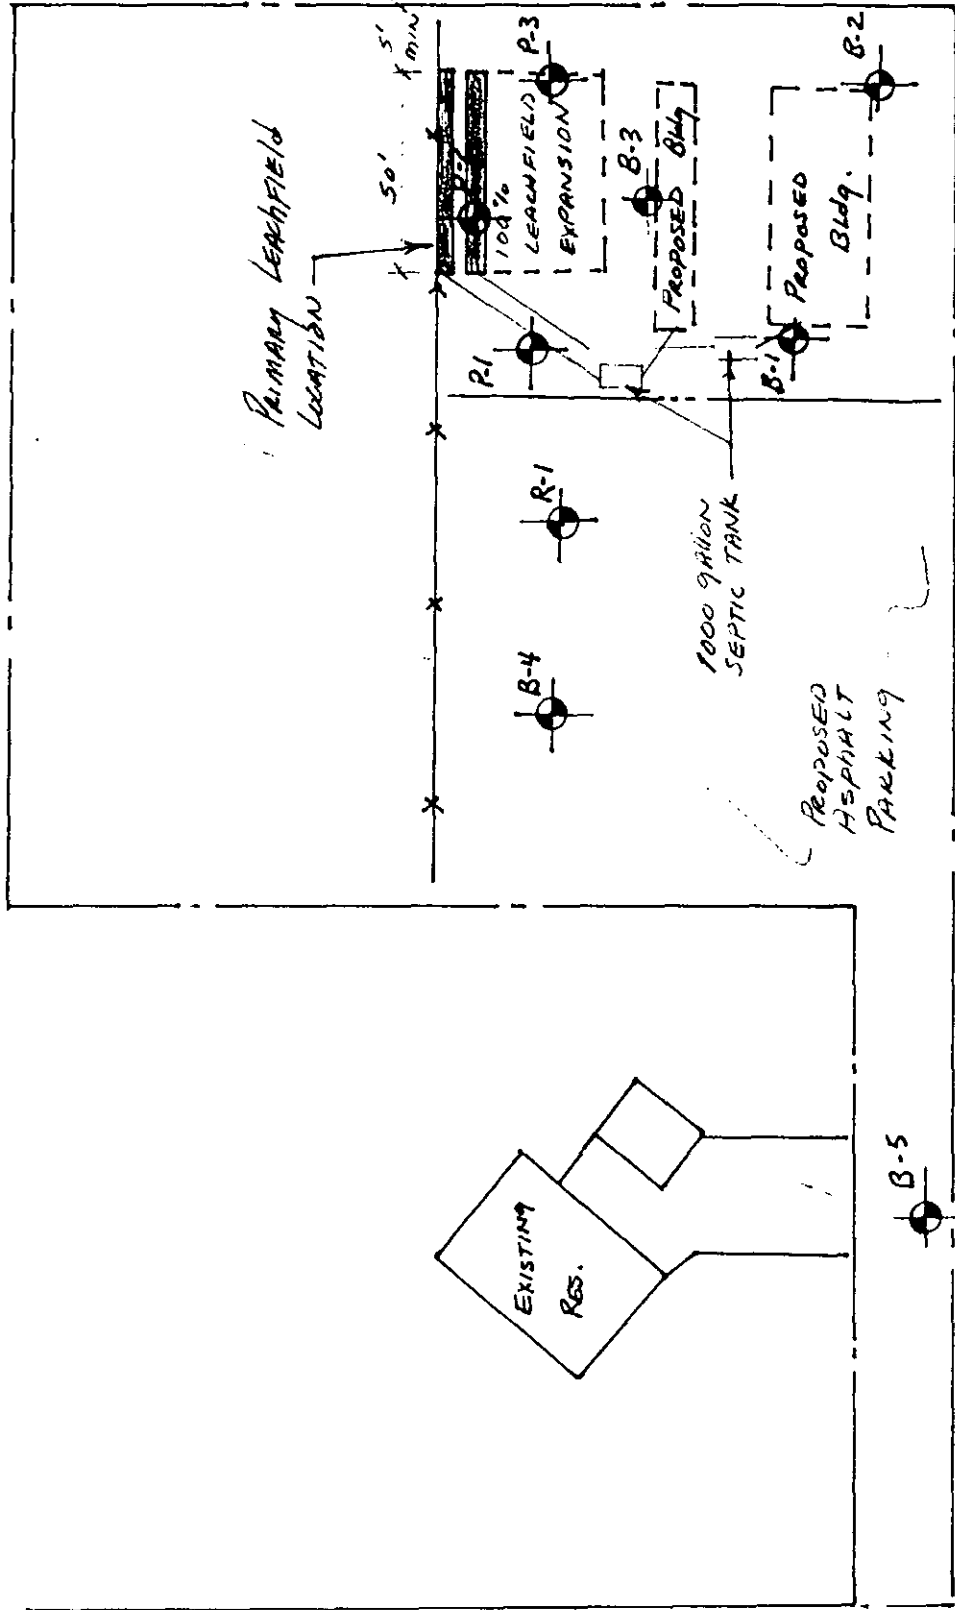 PRIMARY LEACHFIELD
LOCATION
50'
5'
MIN
P-3
P-2
100%
LEACHFIELD
EXPANSION
P-1
B-3
PROPOSED Bldg
B-2
PROPOSED
Bldg.
B-1
R-1
B-4
1000 gallon
SEPTIC TANK
PROPOSED
ASPHALT
PARKING
EXISTING
RES.
B-5